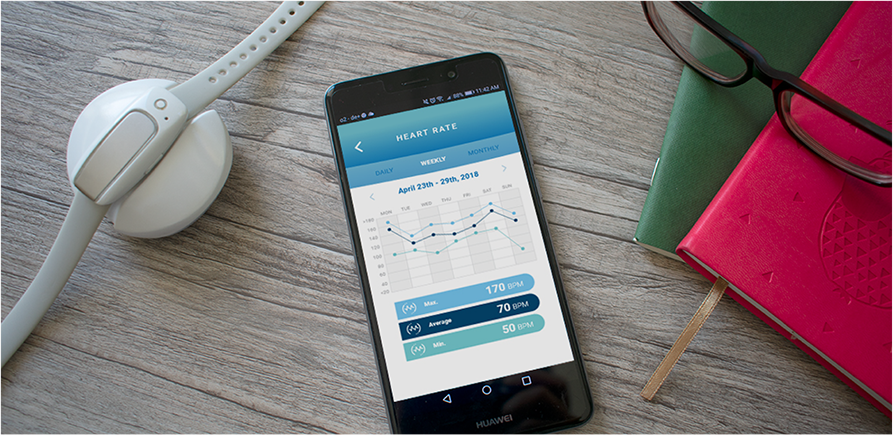 o2 - de+ 88% 11:42 AM
HEART RATE
DAILY WEEKLY MONTHLY
April 23th - 29th, 2018
MON TUE WED THU FRI SAT SUN
>180
160
140
120
100
80
60
40
<20
Max. 170 BPM
Average 70 BPM
Min. 50 BPM
HUAWEI